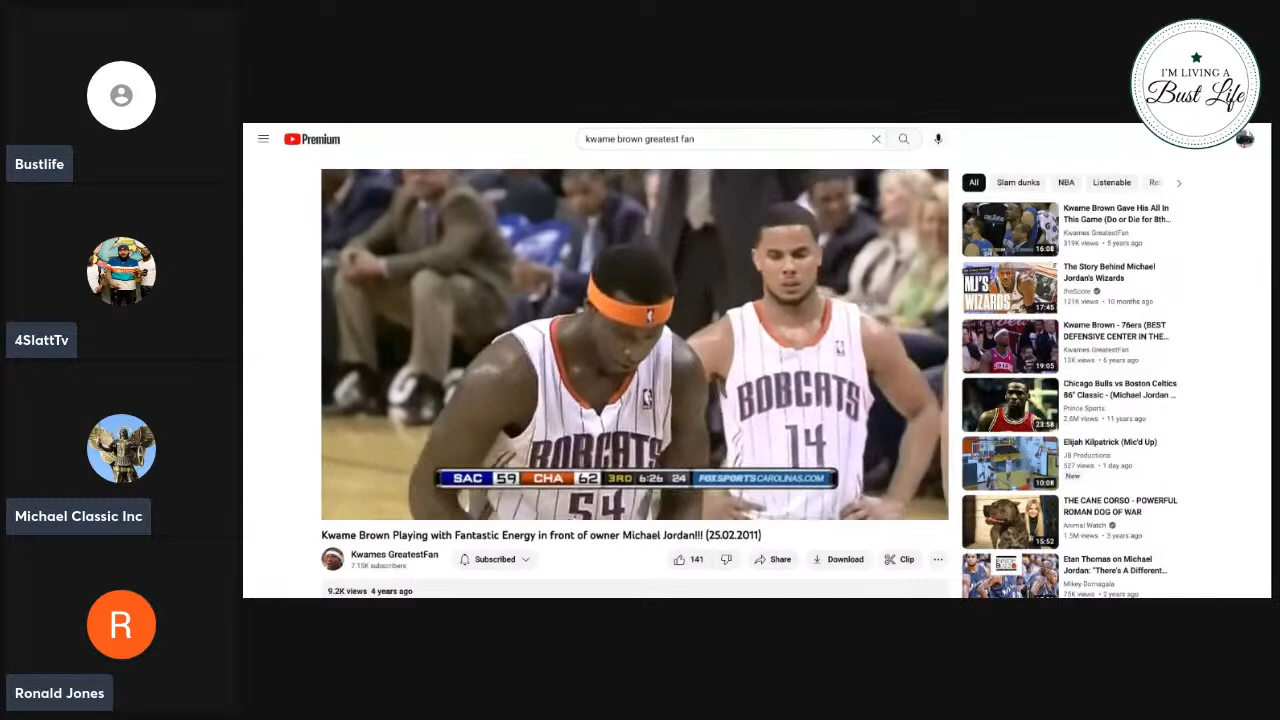 I'M LIVING A
Bust Life
Bustlife
4SlattTv
Michael Classic Inc
R
Ronald Jones
Premium
kwame brown greatest fan
BOBCATS
54
BOBCATS
14
SAC 59 CHA 62 3RD 6:26 24 FOXSPORTSCAROLINAS.COM
Kwame Brown Playing with Fantastic Energy in front of owner Michael Jordan!!! (25.02.2011)
Kwames GreatestFan
7.15K subscribers
Subscribed
141
Share
Download
Clip
9.2K views 4 years ago
All
Slam dunks
NBA
Listenable
Re
Kwame Brown Gave His All In
This Game (Do or Die for 8th...
Kwames GreatestFan
319K views • 5 years ago
16:08
The Story Behind Michael
Jordan's Wizards
theScore
121K views • 10 months ago
MJ'S
WIZARDS
17:45
Kwame Brown - 76ers (BEST
DEFENSIVE CENTER IN THE...
Kwames GreatestFan
13K views • 6 years ago
19:05
Chicago Bulls vs Boston Celtics
86" Classic - (Michael Jordan ...
Prince Sports
2.6M views • 11 years ago
23:58
Elijah Kilpatrick (Mic'd Up)
JB Productions
527 views • 1 day ago
New
10:08
THE CANE CORSO - POWERFUL
ROMAN DOG OF WAR
Animal Watch
1.5M views • 3 years ago
15:52
Etan Thomas on Michael
Jordan: "There's A Different...
Mikey Domagala
75K views • 2 years ago